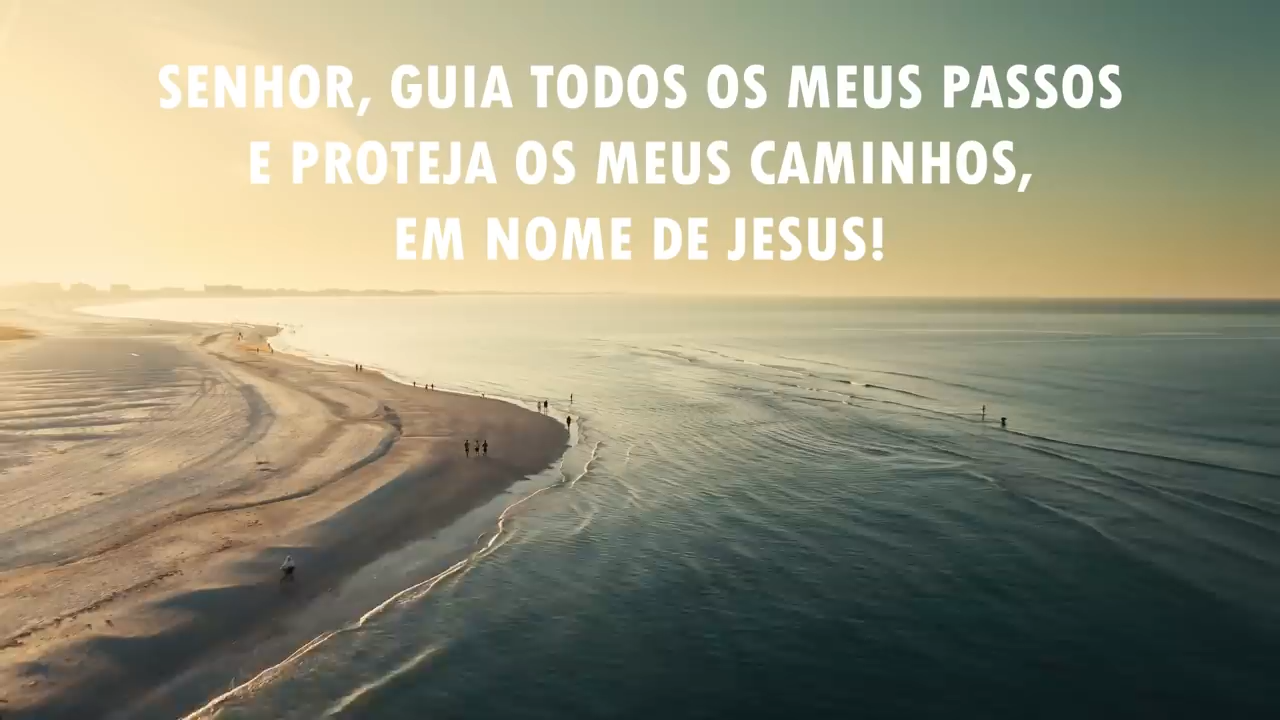 SENHOR, GUIA TODOS OS MEUS PASSOS
E PROTEJA OS MEUS CAMINHOS,
EM NOME DE JESUS!